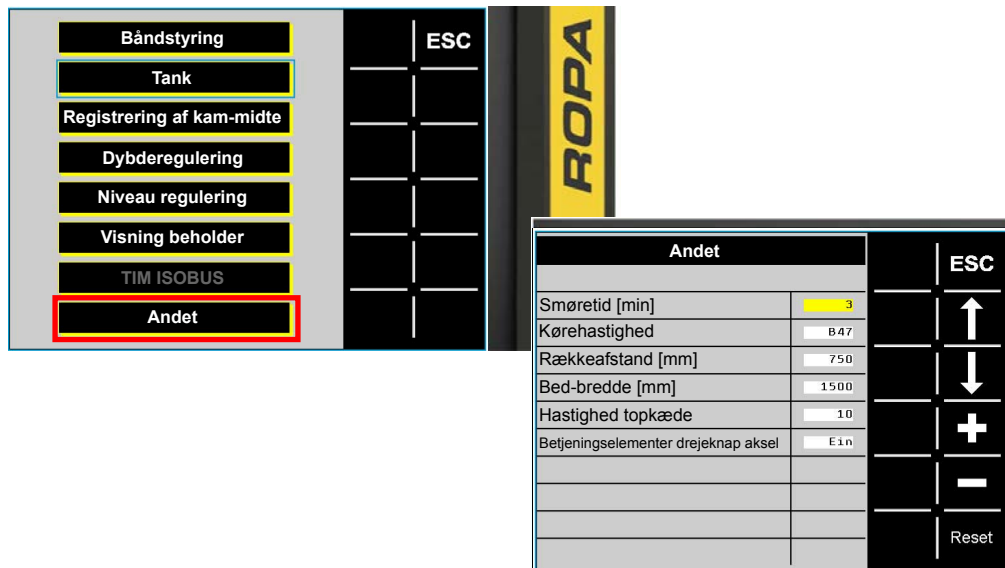 Båndstyring
ESC
Tank
Registrering af kam-midte
Dybderegulering
Niveau regulering
Visning beholder
TIM ISOBUS
Andet
ROPA
Andet
ESC
Smøretid [min] 3
Kørehastighed B47
Rækkeafstand [mm] 750
Bed-bredde [mm] 1500
Hastighed topkæde 10
Betjeningselementer drejeknap aksel Ein
Reset